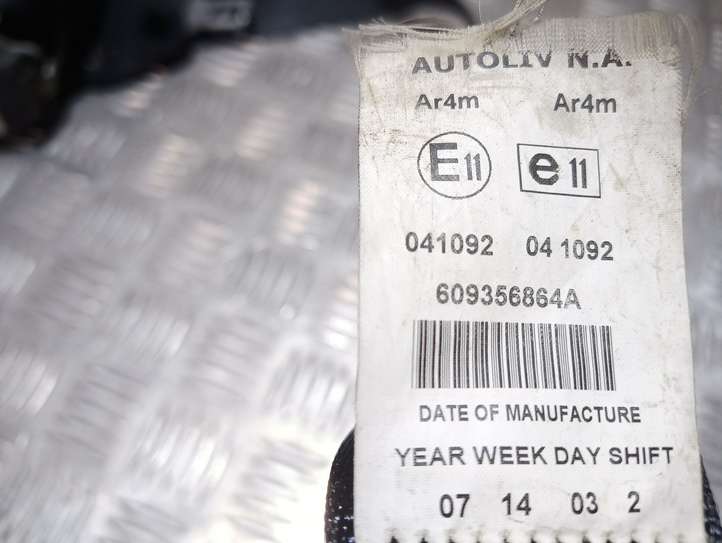 AUTOLIV N.A.
Ar4m Ar4m
E11 e11
041092 04 1092
609356864A
DATE OF MANUFACTURE
YEAR WEEK DAY SHIFT
07 14 03 2